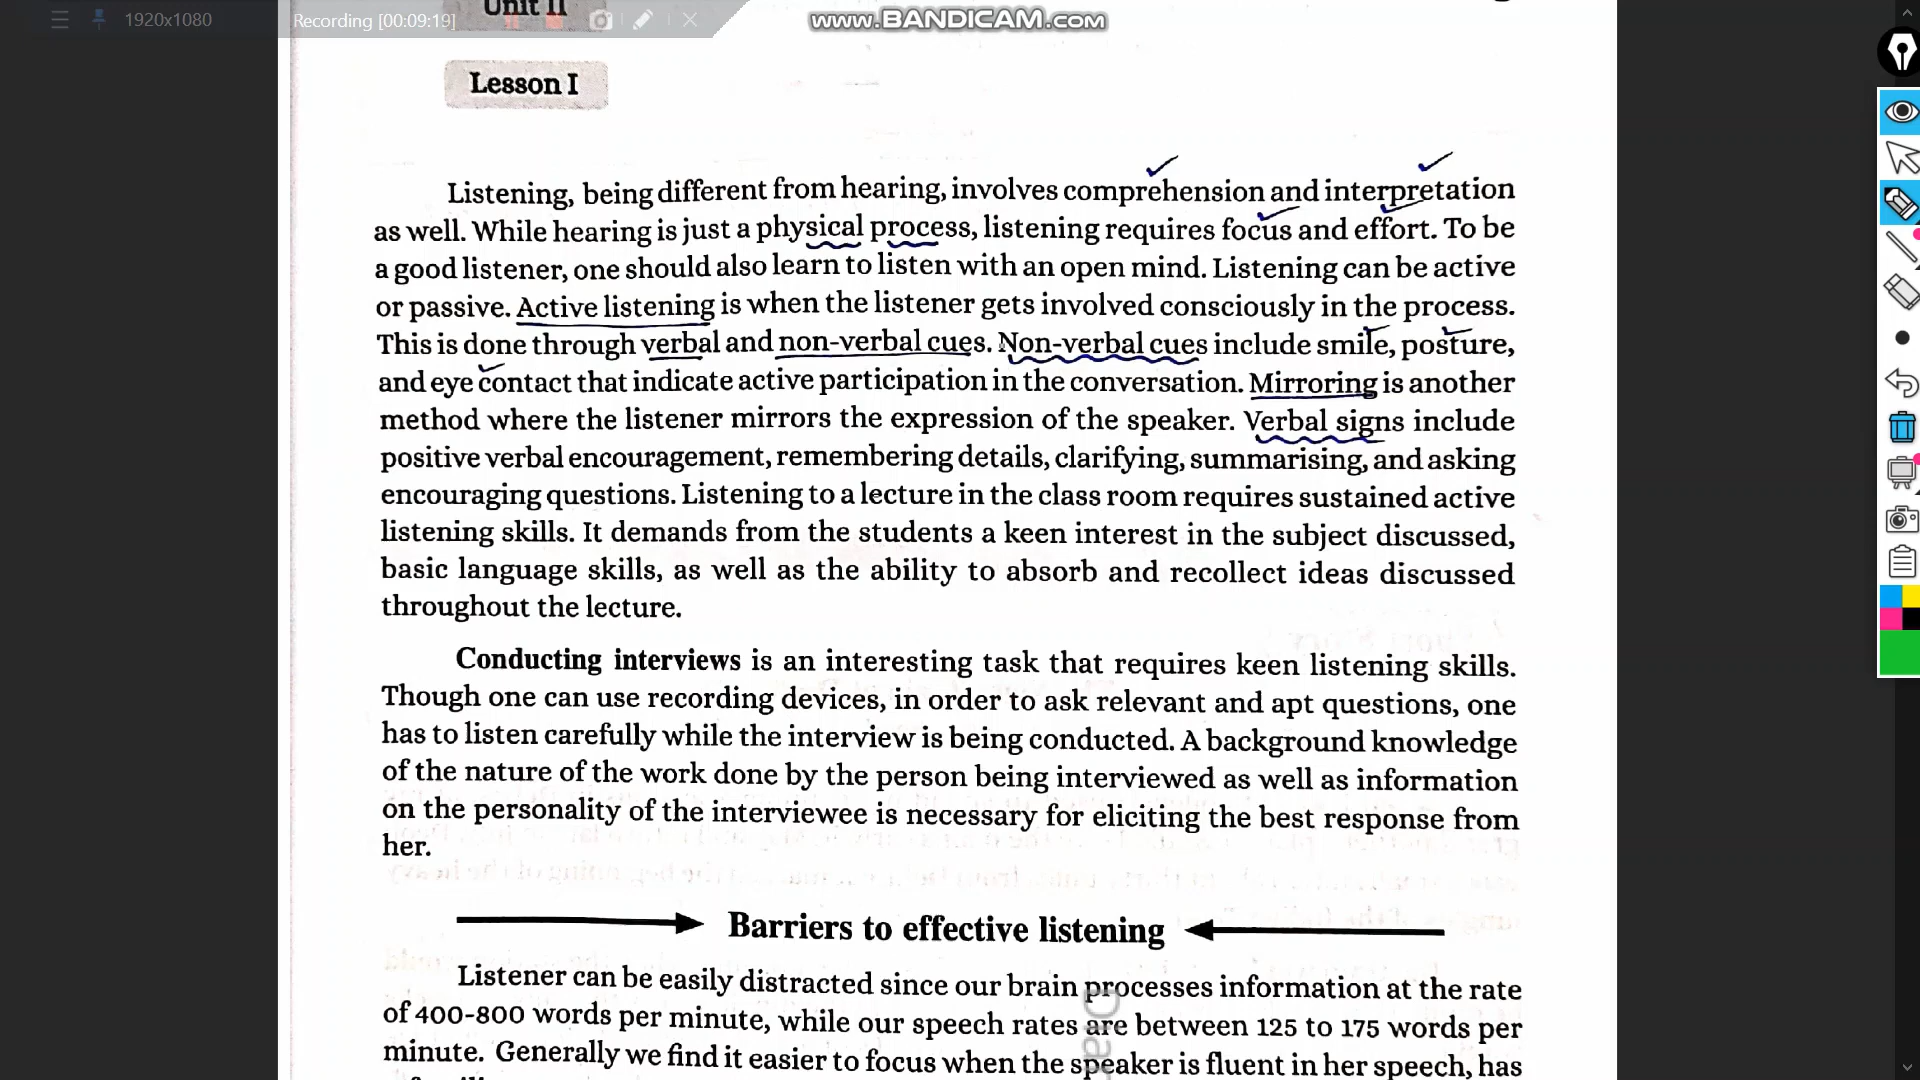 1920x1080
Recording [00:09:19]
www.BANDICAM.com
Unit II
Lesson I
Listening, being different from hearing, involves comprehension and interpretation
as well. While hearing is just a physical process, listening requires focus and effort. To be
a good listener, one should also learn to listen with an open mind. Listening can be active
or passive. Active listening is when the listener gets involved consciously in the process.
This is done through verbal and non-verbal cues. Non-verbal cues include smile, posture,
and eye contact that indicate active participation in the conversation. Mirroring is another
method where the listener mirrors the expression of the speaker. Verbal signs include
positive verbal encouragement, remembering details, clarifying, summarising, and asking
encouraging questions. Listening to a lecture in the class room requires sustained active
listening skills. It demands from the students a keen interest in the subject discussed,
basic language skills, as well as the ability to absorb and recollect ideas discussed
throughout the lecture.
Conducting interviews is an interesting task that requires keen listening skills.
Though one can use recording devices, in order to ask relevant and apt questions, one
has to listen carefully while the interview is being conducted. A background knowledge
of the nature of the work done by the person being interviewed as well as information
on the personality of the interviewee is necessary for eliciting the best response from
her.
Barriers to effective listening
Listener can be easily distracted since our brain processes information at the rate
of 400-800 words per minute, while our speech rates are between 125 to 175 words per
minute. Generally we find it easier to focus when the speaker is fluent in her speech, has